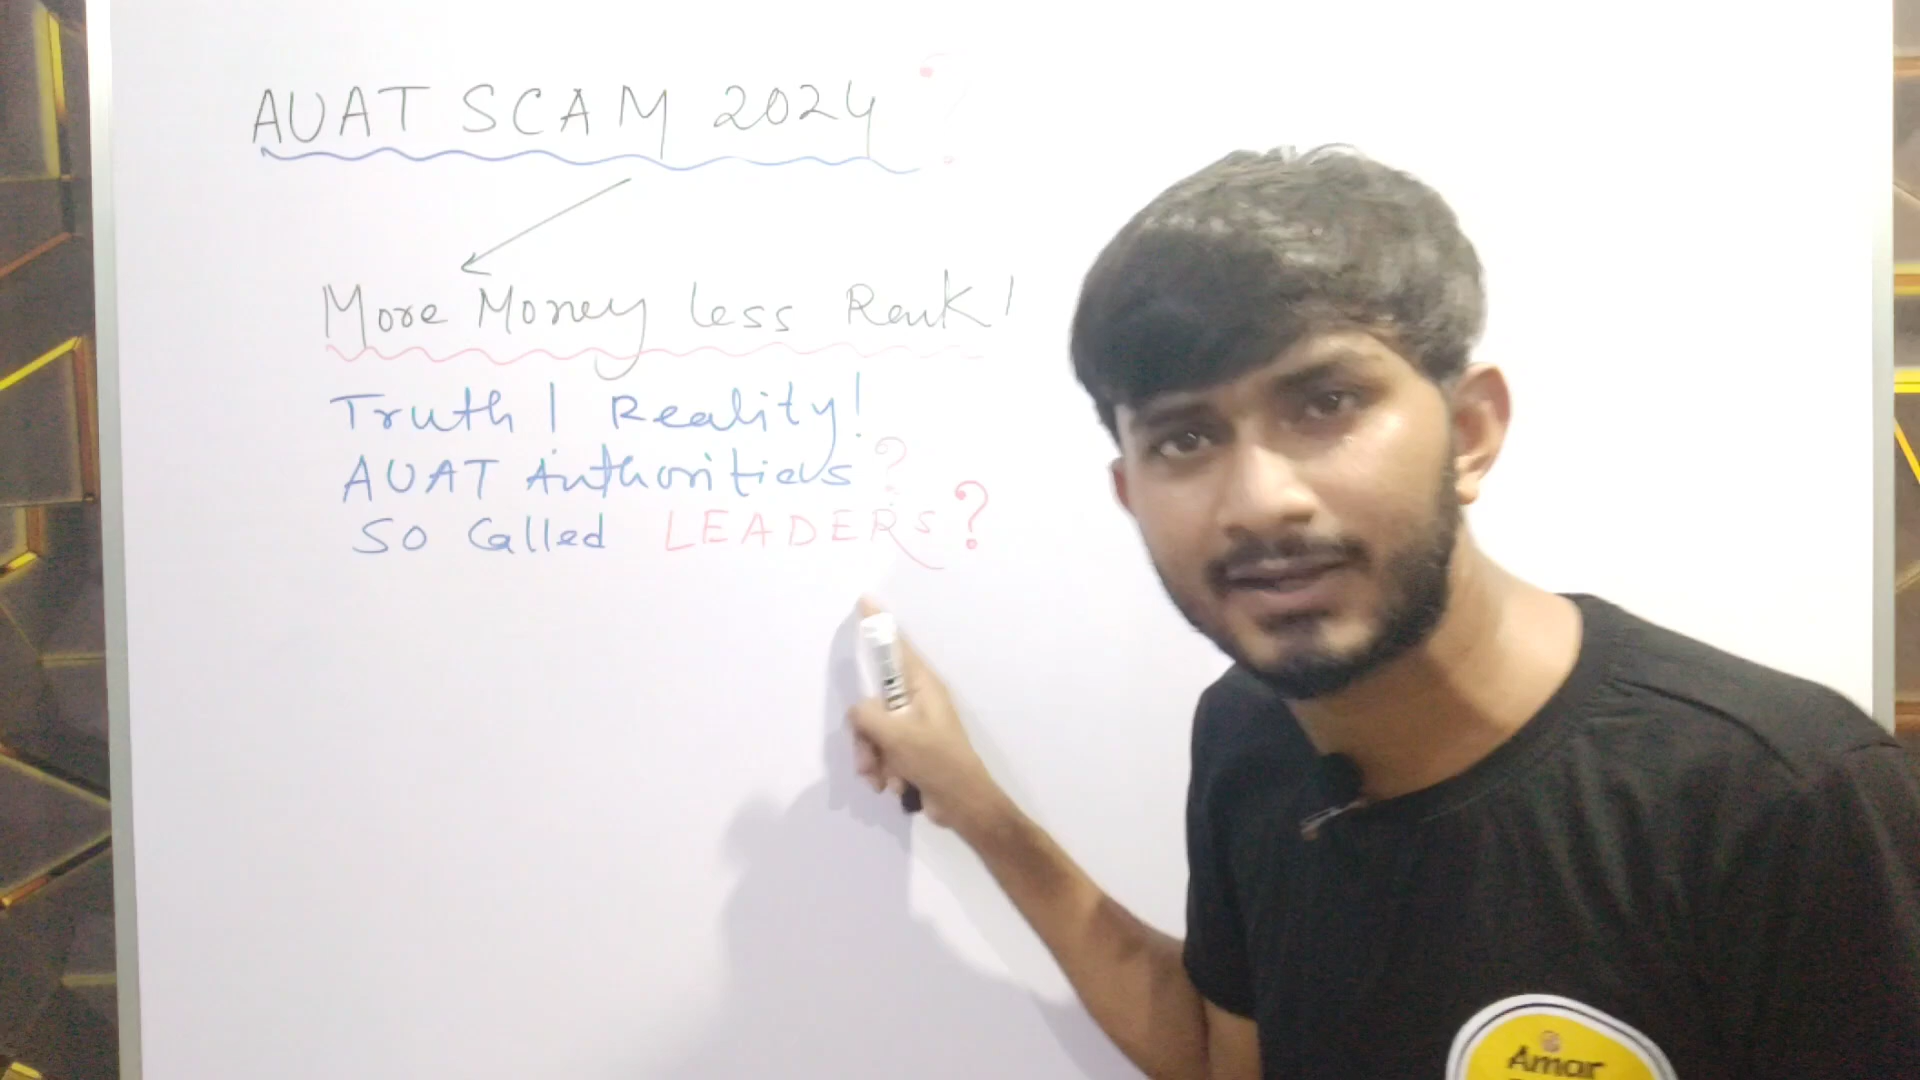 AUAT SCAM 2024 ?
More Money less Rank!
Truth | Reality!
AUAT Authorities ?
SO Called LEADERS ?
Amar